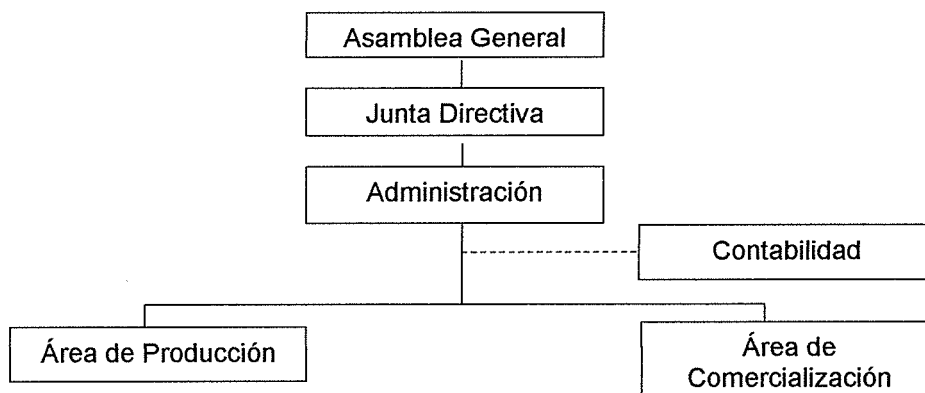 Asamblea General
Junta Directiva
Administración
Contabilidad
Área de Producción
Área de
Comercialización